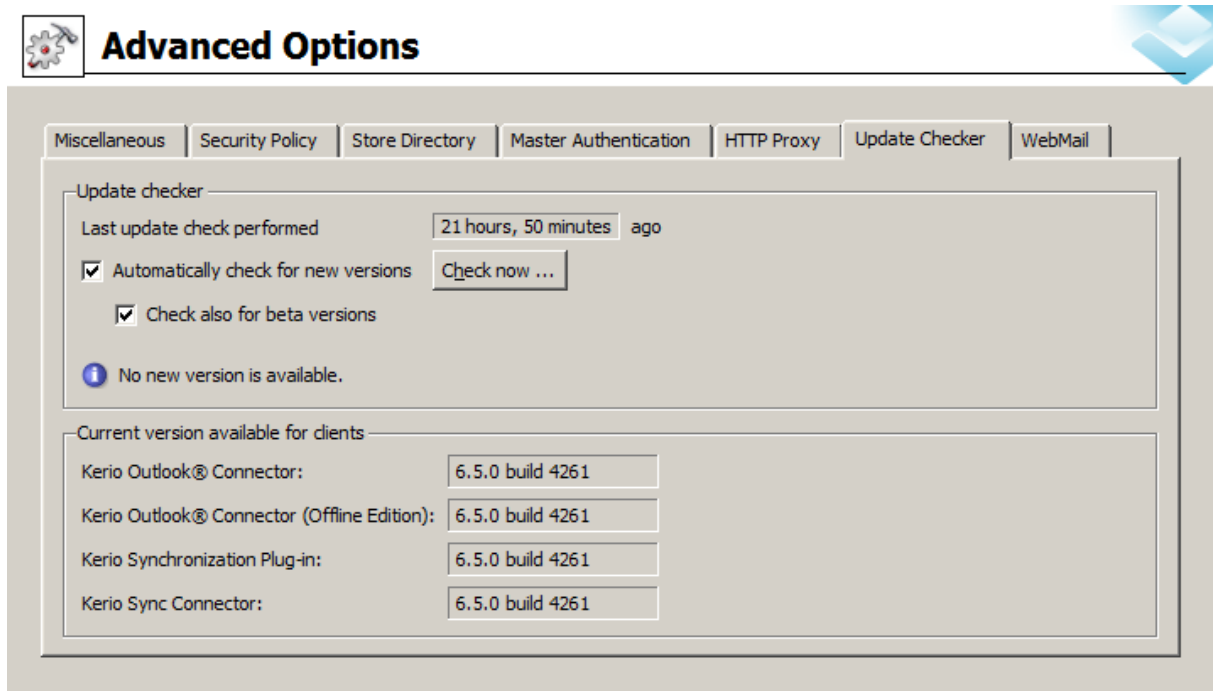 Advanced Options
Miscellaneous Security Policy Store Directory Master Authentication HTTP Proxy Update Checker WebMail
Update checker
Last update check performed 21 hours, 50 minutes ago
Automatically check for new versions Check now ...
Check also for beta versions
No new version is available.
Current version available for clients
Kerio Outlook® Connector: 6.5.0 build 4261
Kerio Outlook® Connector (Offline Edition): 6.5.0 build 4261
Kerio Synchronization Plug-in: 6.5.0 build 4261
Kerio Sync Connector: 6.5.0 build 4261